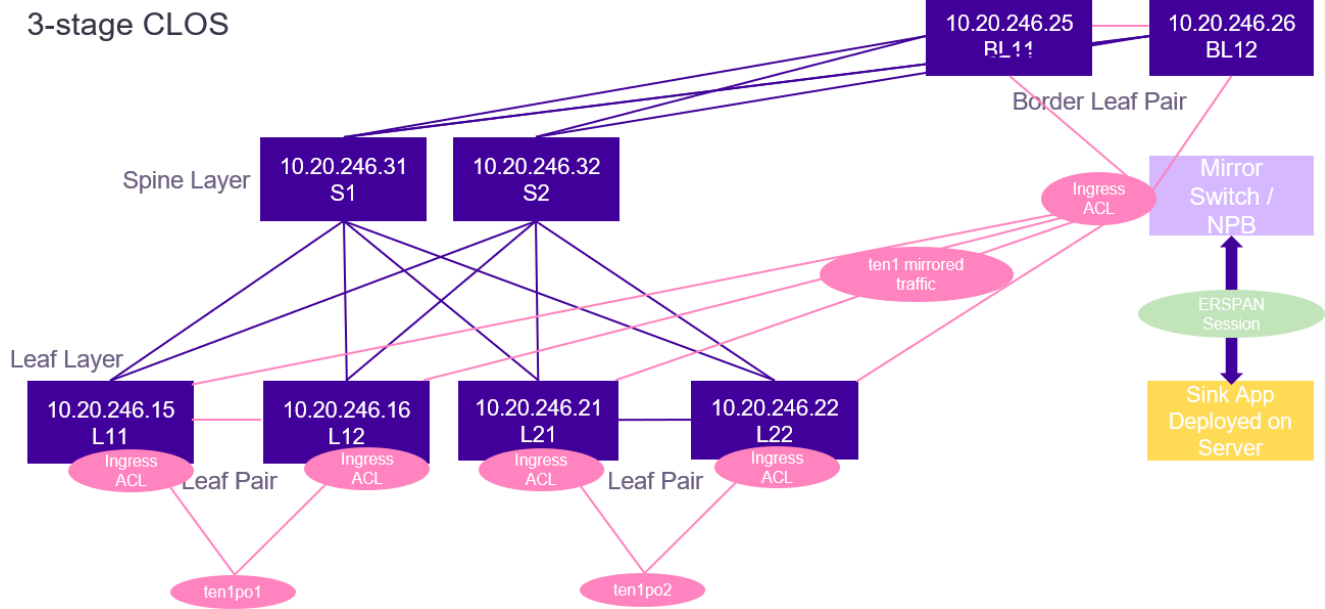 3-stage CLOS
10.20.246.25
BL11
10.20.246.26
BL12
Border Leaf Pair
Spine Layer
10.20.246.31
S1
10.20.246.32
S2
Ingress
ACL
Mirror
Switch /
NPB
ten1 mirrored
traffic
ERSPAN
Session
Leaf Layer
10.20.246.15
L11
10.20.246.16
L12
10.20.246.21
L21
10.20.246.22
L22
Sink App
Deployed on
Server
Ingress
ACL
Leaf Pair
Ingress
ACL
Ingress
ACL
Leaf Pair
Ingress
ACL
ten1po1
ten1po2